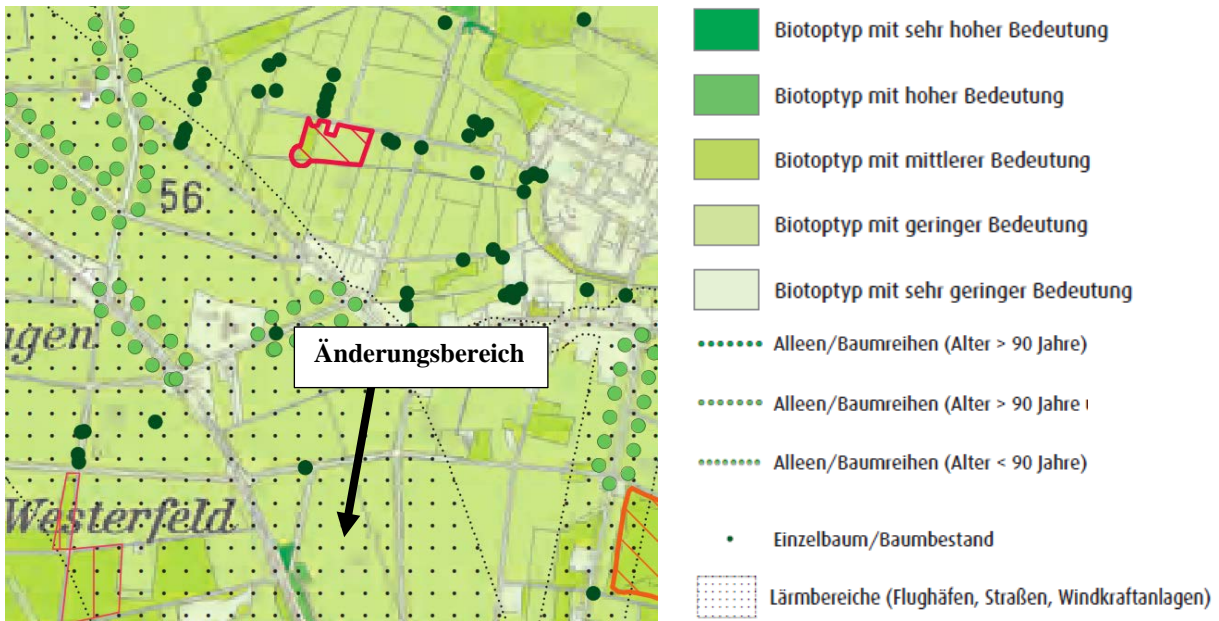 56
gen
Änderungsbereich
Westerfeld
Biotoptyp mit sehr hoher Bedeutung
Biotoptyp mit hoher Bedeutung
Biotoptyp mit mittlerer Bedeutung
Biotoptyp mit geringer Bedeutung
Biotoptyp mit sehr geringer Bedeutung
Alleen/Baumreihen (Alter > 90 Jahre)
Alleen/Baumreihen (Alter > 90 Jahre
Alleen/Baumreihen (Alter < 90 Jahre)
Einzelbaum/Baumbestand
Lärmbereiche (Flughäfen, Straßen, Windkraftanlagen)